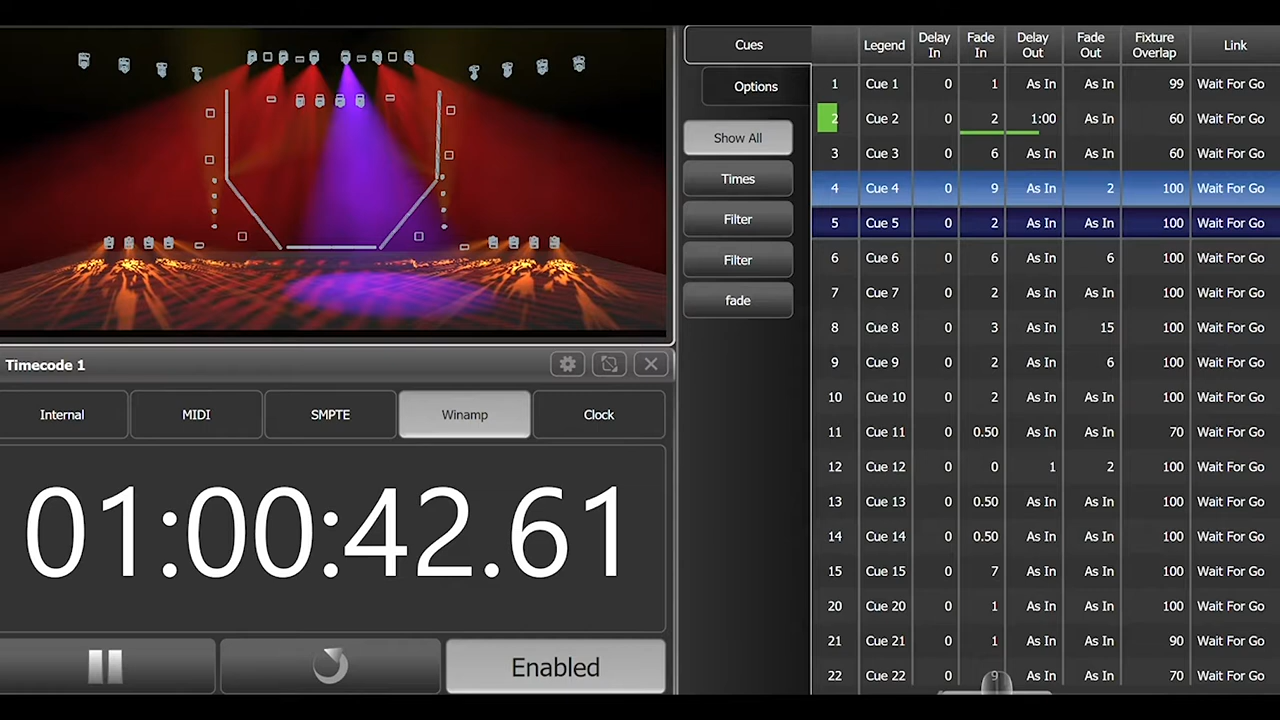 Cues
Options
Show All
Times
Filter
Filter
fade
Legend Delay In Fade In Delay Out Fade Out Fixture Overlap Link
1 Cue 1 0 1 As In As In 99 Wait For Go
2 Cue 2 0 2 1:00 As In 60 Wait For Go
3 Cue 3 0 6 As In As In 60 Wait For Go
4 Cue 4 0 9 As In 2 100 Wait For Go
5 Cue 5 0 2 As In As In 100 Wait For Go
6 Cue 6 0 6 As In 6 100 Wait For Go
7 Cue 7 0 2 As In As In 100 Wait For Go
8 Cue 8 0 3 As In 15 100 Wait For Go
9 Cue 9 0 2 As In 6 100 Wait For Go
10 Cue 10 0 2 As In As In 100 Wait For Go
11 Cue 11 0 0.50 As In As In 70 Wait For Go
12 Cue 12 0 0 1 2 100 Wait For Go
13 Cue 13 0 0.50 As In As In 100 Wait For Go
14 Cue 14 0 0.50 As In As In 100 Wait For Go
15 Cue 15 0 7 As In As In 100 Wait For Go
20 Cue 20 0 1 As In As In 100 Wait For Go
21 Cue 21 0 1 As In As In 90 Wait For Go
22 Cue 22 0 9 As In As In 70 Wait For Go
Timecode 1
Internal MIDI SMPTE Winamp Clock
01:00:42.61
Enabled